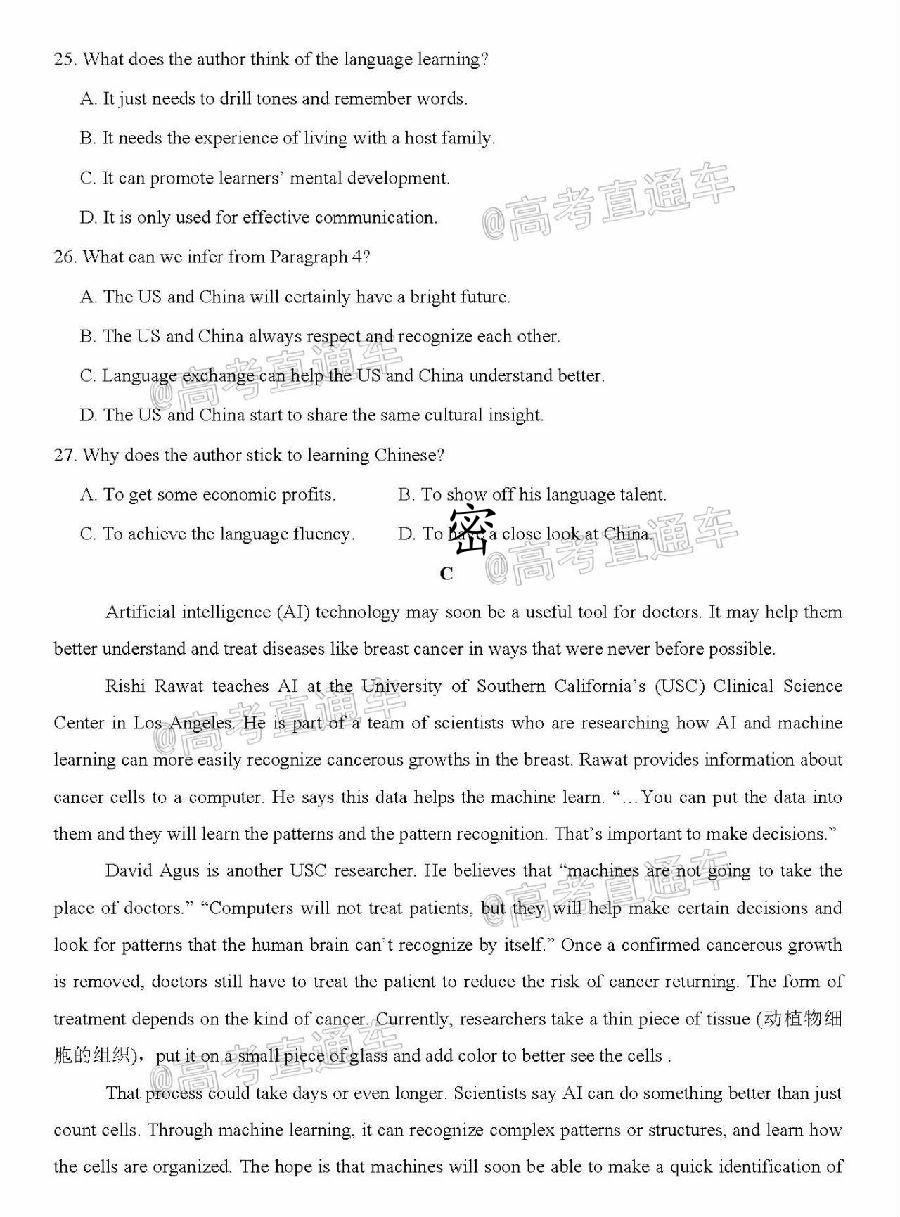 25. What does the author think of the language learning?
A. It just needs to drill tones and remember words.
B. It needs the experience of living with a host family.
C. It can promote learners' mental development.
D. It is only used for effective communication.
@高考直通车
26. What can we infer from Paragraph 4?
A. The US and China will certainly have a bright future.
B. The US and China always respect and recognize each other.
@高考直通车
C. Language exchange can help the US and China understand better.
D. The US and China start to share the same cultural insight.
27. Why does the author stick to learning Chinese?
A. To get some economic profits. B. To show off his language talent.
C. To achieve the language fluency. D. To have a close look at China.
密
@高考直通车
C
Artificial intelligence (AI) technology may soon be a useful tool for doctors. It may help them
better understand and treat diseases like breast cancer in ways that were never before possible.
Rishi Rawat teaches AI at the University of Southern California's (USC) Clinical Science
Center in Los Angeles. He is part of a team of scientists who are researching how AI and machine
@高考直通车
learning can more easily recognize cancerous growths in the breast. Rawat provides information about
cancer cells to a computer. He says this data helps the machine learn. “…You can put the data into
them and they will learn the patterns and the pattern recognition. That's important to make decisions.”
David Agus is another USC researcher. He believes that “machines are not going to take the
place of doctors.” “Computers will not treat patients, but they will help make certain decisions and
@高考直通车
look for patterns that the human brain can't recognize by itself.” Once a confirmed cancerous growth
is removed, doctors still have to treat the patient to reduce the risk of cancer returning. The form of
treatment depends on the kind of cancer. Currently, researchers take a thin piece of tissue (动植物细
胞的组织)，put it on a small piece of glass and add color to better see the cells .
@高考直通车
That process could take days or even longer. Scientists say AI can do something better than just
count cells. Through machine learning, it can recognize complex patterns or structures, and learn how
the cells are organized. The hope is that machines will soon be able to make a quick identification of